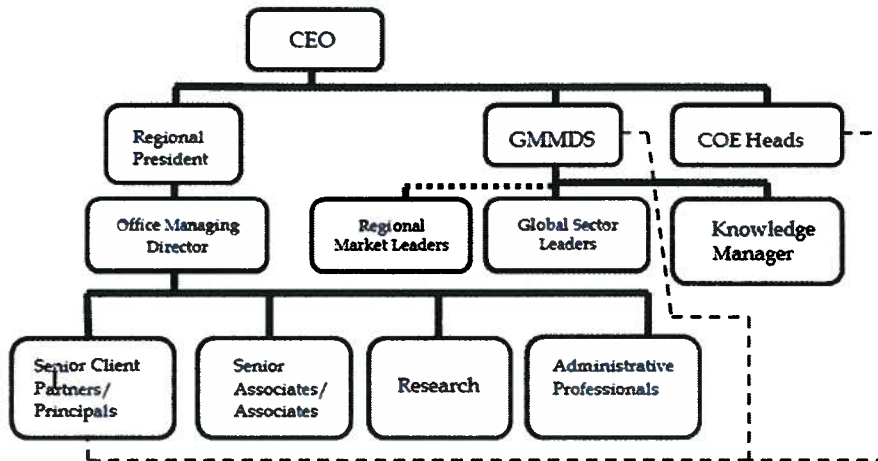 CEO
Regional
President
GMMDS
COE Heads
Office Managing
Director
Regional
Market Leaders
Global Sector
Leaders
Knowledge
Manager
Senior Client
Partners/
Principals
Senior
Associates/
Associates
Research
Administrative
Professionals